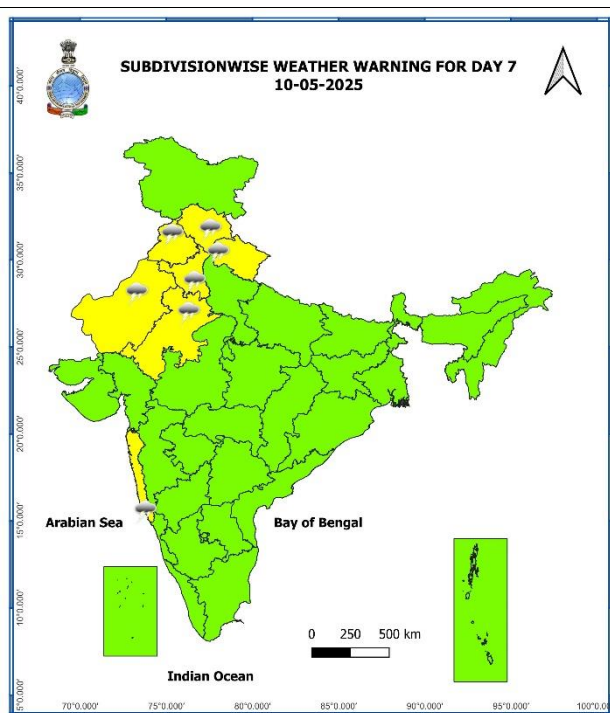 SUBDIVISIONWISE WEATHER WARNING FOR DAY 7
10-05-2025
40°0.000'
35°0.000'
30°0.000'
25°0.000'
20°0.000'
15°0.000'
10°0.000'
5°0.000'
Arabian Sea
Bay of Bengal
0 250 500 km
Indian Ocean
70°0.000' 75°0.000' 80°0.000' 85°0.000' 90°0.000' 95°0.000' 100°0.0